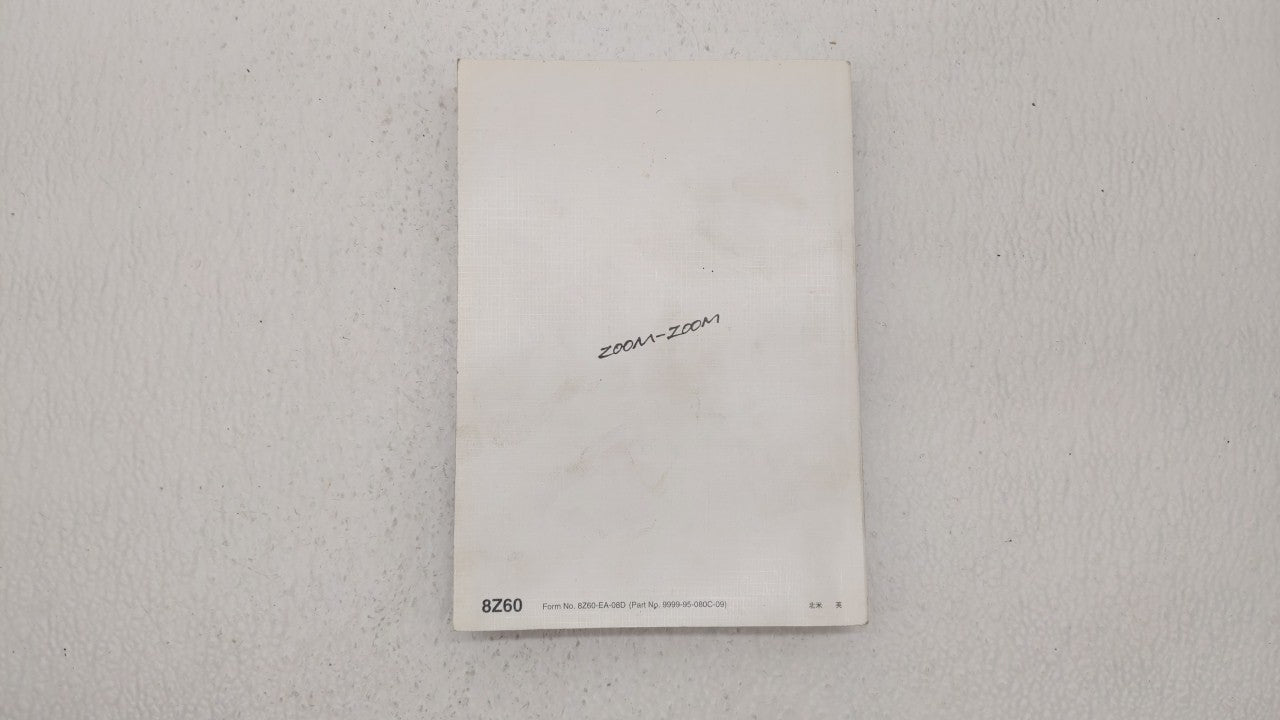 ZOOM-ZOOM
8Z60 Form No. 8Z60-EA-08D (Part No. 9999-95-080C-09) 北米 英